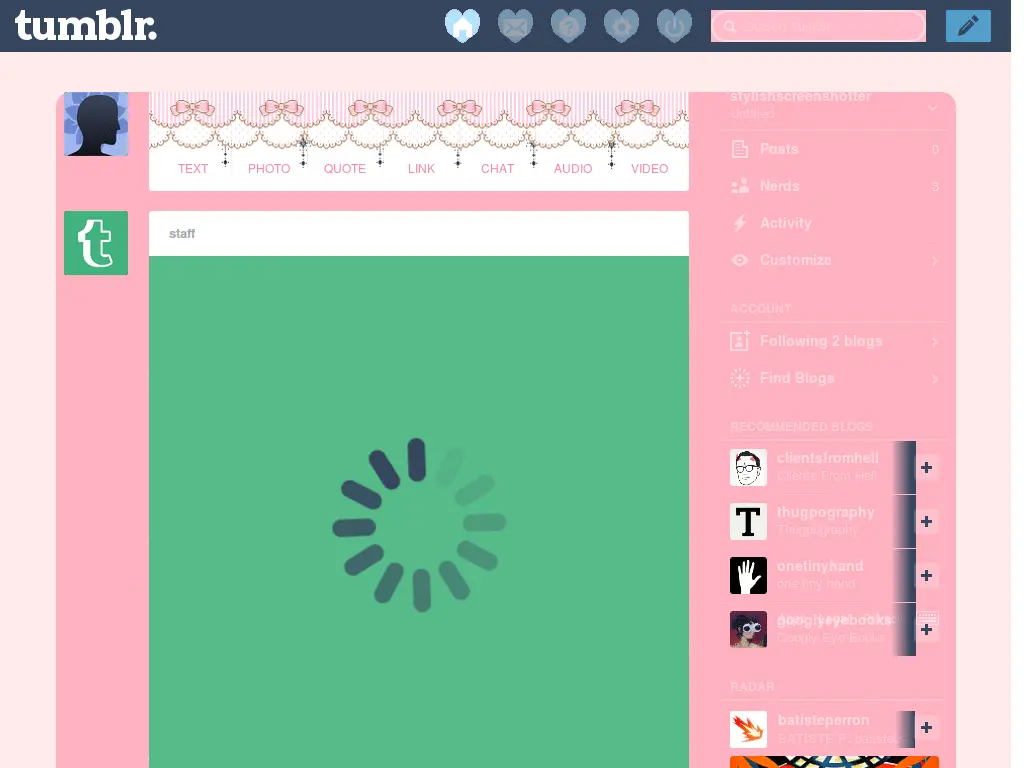 tumblr.
stylishscreenshotter
Untitled
TEXT PHOTO QUOTE LINK CHAT AUDIO VIDEO
Posts 0
Nerds 3
Activity
Customize
staff
ACCOUNT
Following 2 blogs
Find Blogs
RECOMMENDED BLOGS
clientsfromhell
Clients From Hell
thugpography
Thugpography
onetinyhand
one tiny hand
googlyeyebooks
Googly Eye Books
RADAR
batisteperron
BATISTE P. batiste